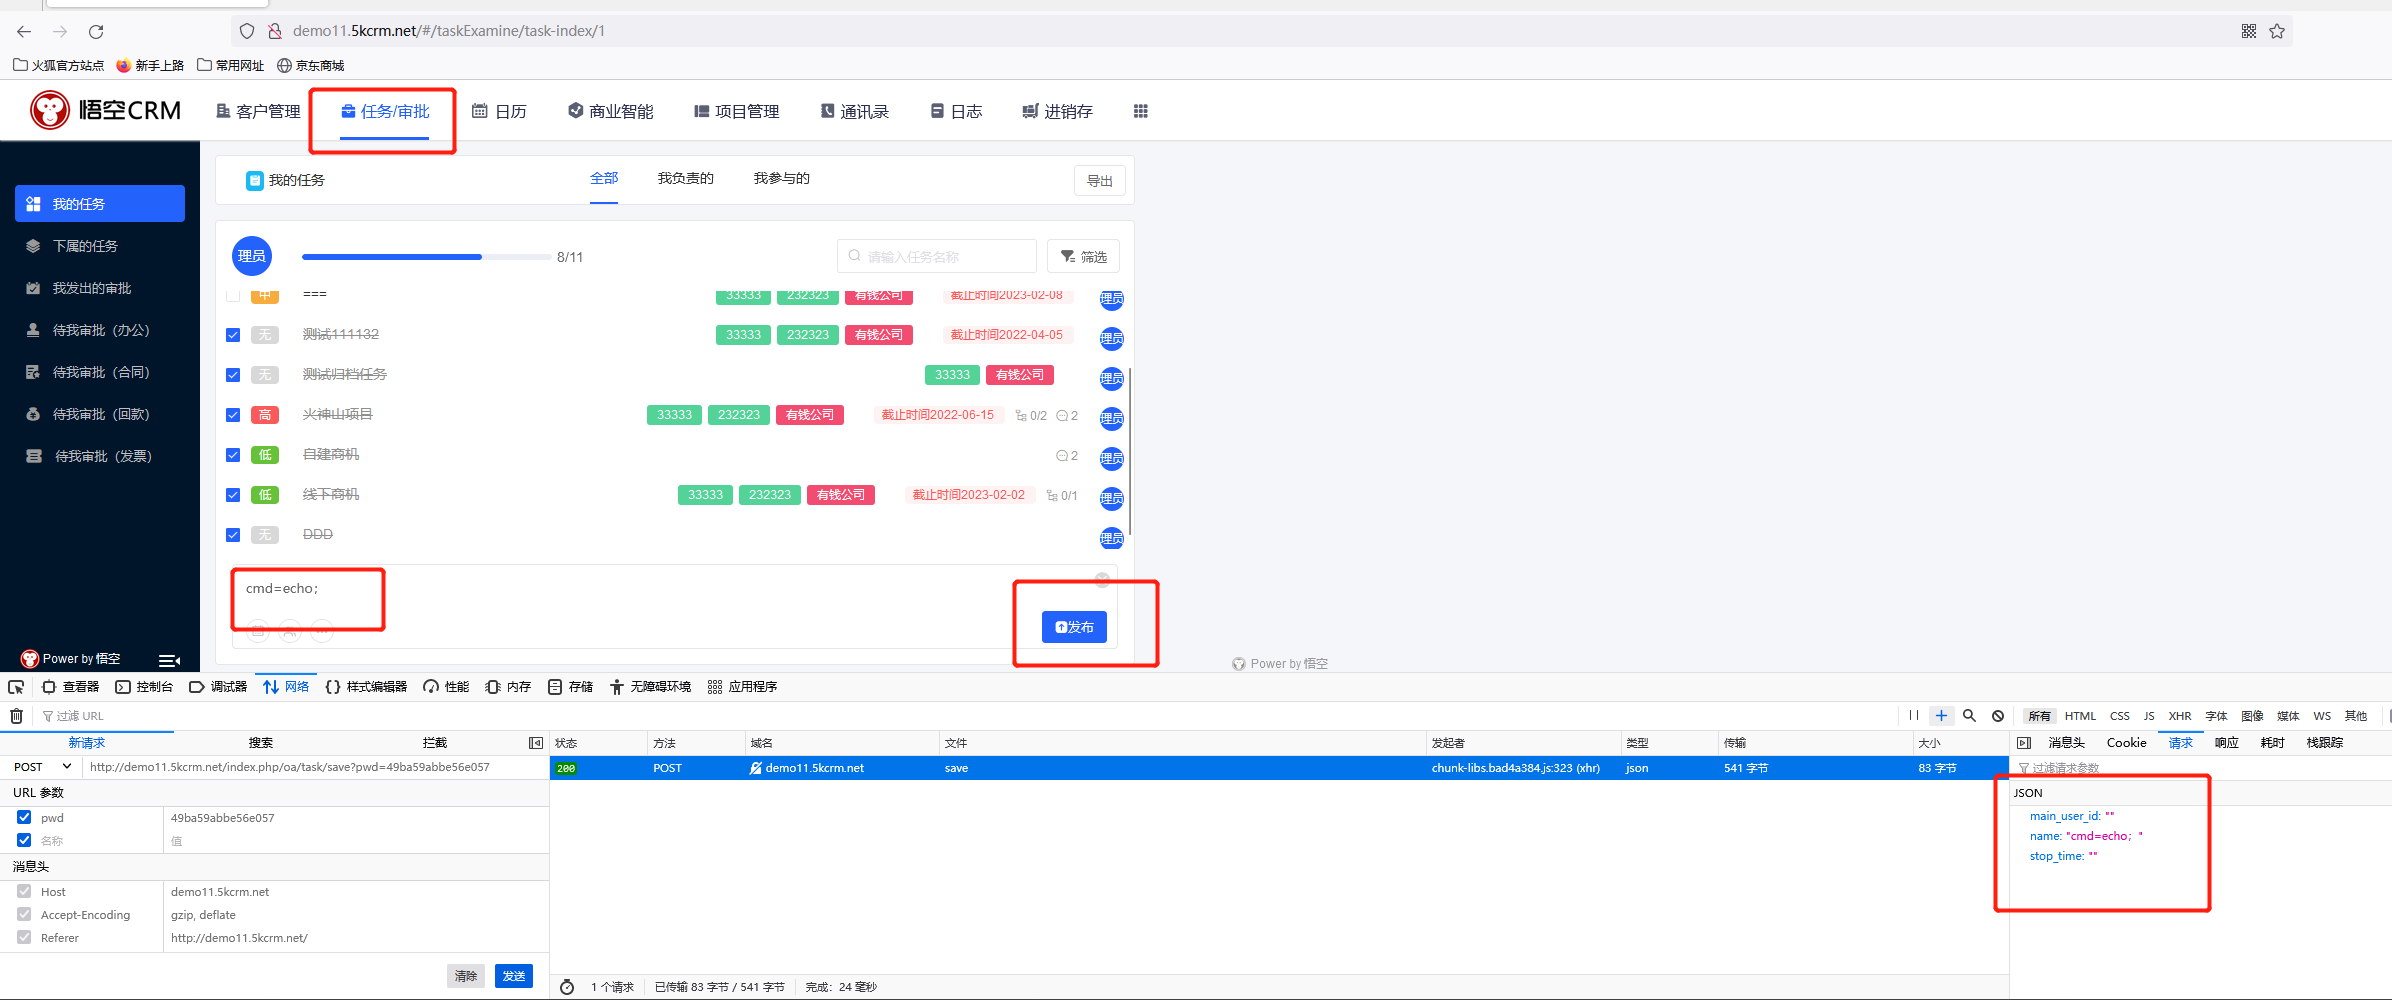 demo11.5kcrm.net/#/taskExamine/task-index/1
火狐官方站点 新手上路 常用网址 京东商城
悟空CRM 客户管理 任务/审批 日历 商业智能 项目管理 通讯录 日志 进销存
我的任务 全部 我负责的 我参与的 导出
我的任务
下属的任务
我发出的审批
待我审批（办公）
待我审批（合同）
待我审批（回款）
待我审批（发票）
Power by 悟空
理员 8/11 请输入任务名称 筛选
中 === 33333 232323 有钱公司 截止时间2023-02-08 理员
无 测试111132 33333 232323 有钱公司 截止时间2022-04-05 理员
无 测试归档任务 33333 有钱公司 理员
高 火神山项目 33333 232323 有钱公司 截止时间2022-06-15 0/2 2 理员
低 自建商机 2 理员
低 线下商机 33333 232323 有钱公司 截止时间2023-02-02 0/1 理员
无 DDD 理员
cmd=echo；
发布
Power by 悟空
查看器 控制台 调试器 网络 样式编辑器 性能 内存 存储 无障碍环境 应用程序
过滤 URL 所有 HTML CSS JS XHR 字体 图像 媒体 WS 其他
新请求 搜索 拦截 状态 方法 域名 文件 发起者 类型 传输 大小 消息头 Cookie 请求 响应 耗时 栈跟踪
POST http://demo11.5kcrm.net/index.php/oa/task/save?pwd=49ba59abbe56e057
200 POST demo11.5kcrm.net save chunk-libs.bad4a384.js:323 (xhr) json 541 字节 83 字节
过滤请求参数
URL 参数
pwd 49ba59abbe56e057
名称 值
消息头
Host demo11.5kcrm.net
Accept-Encoding gzip, deflate
Referer http://demo11.5kcrm.net/
清除 发送
JSON
main_user_id: ""
name: "cmd=echo；"
stop_time: ""
1 个请求 已传输 83 字节 / 541 字节 完成：24 毫秒